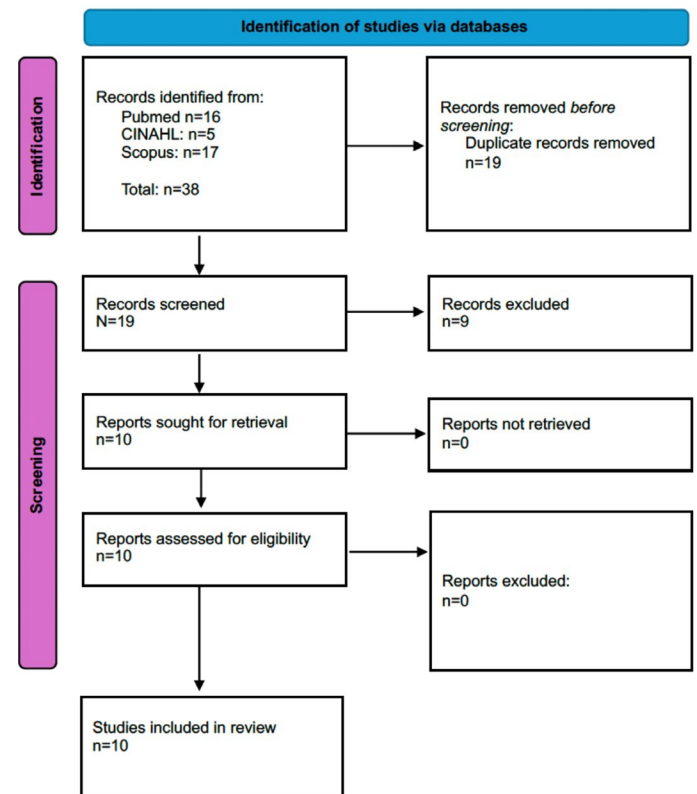 Identification of studies via databases
Identification
Records identified from:
Pubmed n=16
CINAHL: n=5
Scopus: n=17
Total: n=38
Records removed before
screening:
Duplicate records removed
n=19
Screening
Records screened
N=19
Records excluded
n=9
Reports sought for retrieval
n=10
Reports not retrieved
n=0
Reports assessed for eligibility
n=10
Reports excluded:
n=0
Studies included in review
n=10